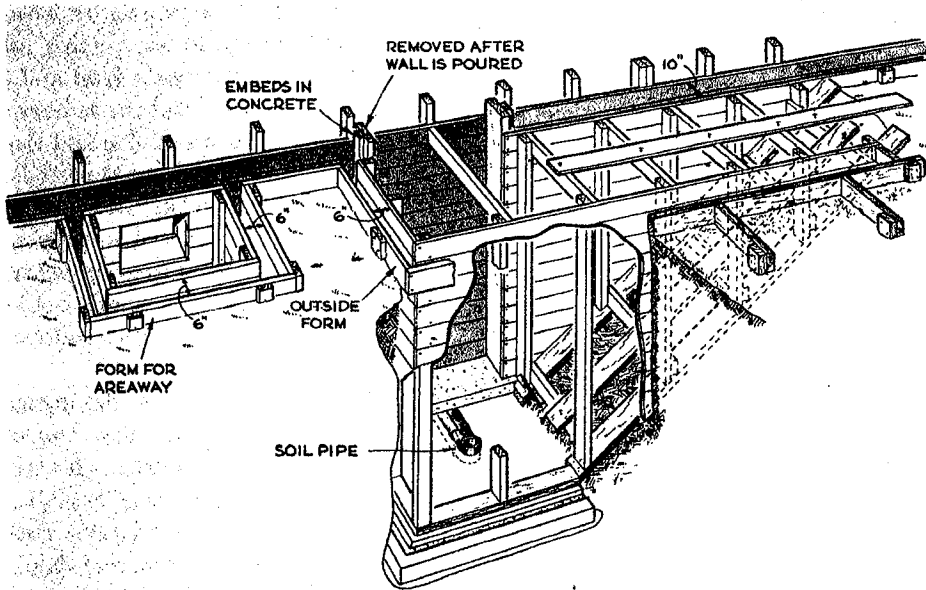 REMOVED AFTER
WALL IS POURED
EMBEDS IN
CONCRETE
10"
6"
6"
6"
OUTSIDE
FORM
FORM FOR
AREAWAY
SOIL PIPE